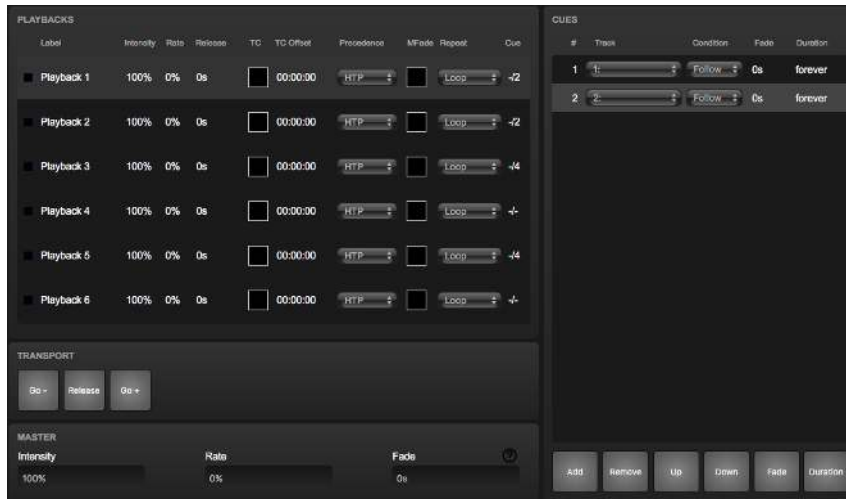 PLAYBACKS
Label Intensity Rate Release TC TC Offset Precedence MFade Repeat Cue
Playback 1 100% 0% 0s 00:00:00 HTP Loop -/2
Playback 2 100% 0% 0s 00:00:00 HTP Loop -/2
Playback 3 100% 0% 0s 00:00:00 HTP Loop -/4
Playback 4 100% 0% 0s 00:00:00 HTP Loop -/-
Playback 5 100% 0% 0s 00:00:00 HTP Loop -/4
Playback 6 100% 0% 0s 00:00:00 HTP Loop -/-
TRANSPORT
Go - Release Go +
MASTER
Intensity Rate Fade ?
100% 0% 0s
CUES
# Track Condition Fade Duration
1 1: Follow 0s forever
2 2: Follow 0s forever
Add Remove Up Down Fade Duration